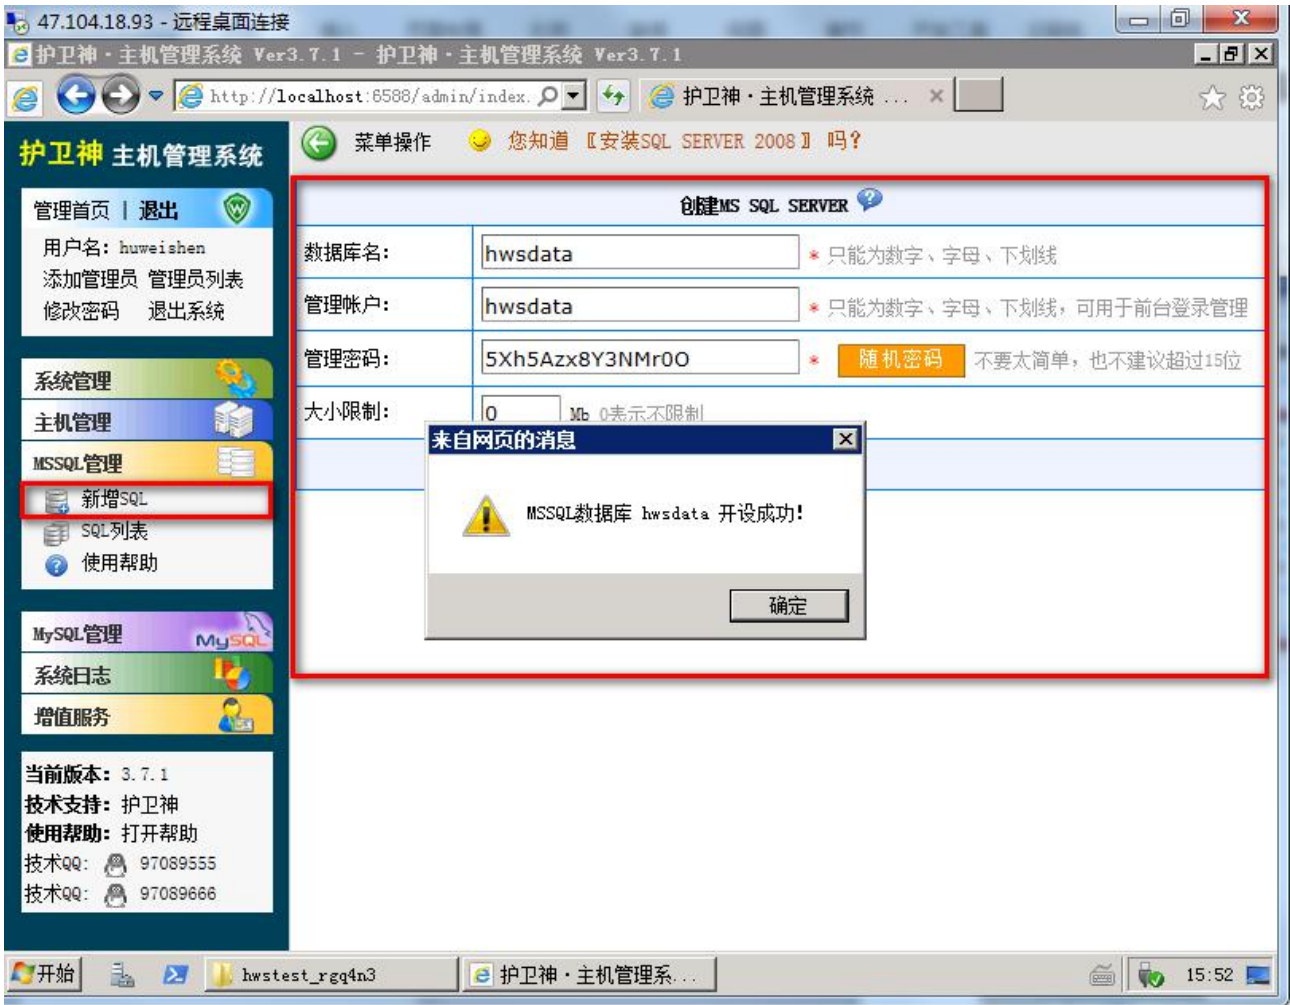 47.104.18.93 - 远程桌面连接
护卫神·主机管理系统 Ver3.7.1 - 护卫神·主机管理系统 Ver3.7.1
http://localhost:6588/admin/index.
护卫神·主机管理系统 ...
护卫神 主机管理系统
菜单操作
您知道 〖安装SQL SERVER 2008〗 吗?
管理首页 | 退出
用户名: huweishen
添加管理员 管理员列表
修改密码 退出系统
系统管理
主机管理
MSSQL管理
新增SQL
SQL列表
使用帮助
MySQL管理
MySQL
系统日志
增值服务
当前版本: 3.7.1
技术支持: 护卫神
使用帮助: 打开帮助
技术QQ: 97089555
技术QQ: 97089666
创建MS SQL SERVER
数据库名: hwsdata * 只能为数字、字母、下划线
管理帐户: hwsdata * 只能为数字、字母、下划线,可用于前台登录管理
管理密码: 5Xh5Azx8Y3NMr0O * 随机密码 不要太简单,也不建议超过15位
大小限制: 0 Mb 0表示不限制
来自网页的消息
MSSQL数据库 hwsdata 开设成功!
确定
开始
hwstest_rgq4n3
护卫神·主机管理系...
15:52